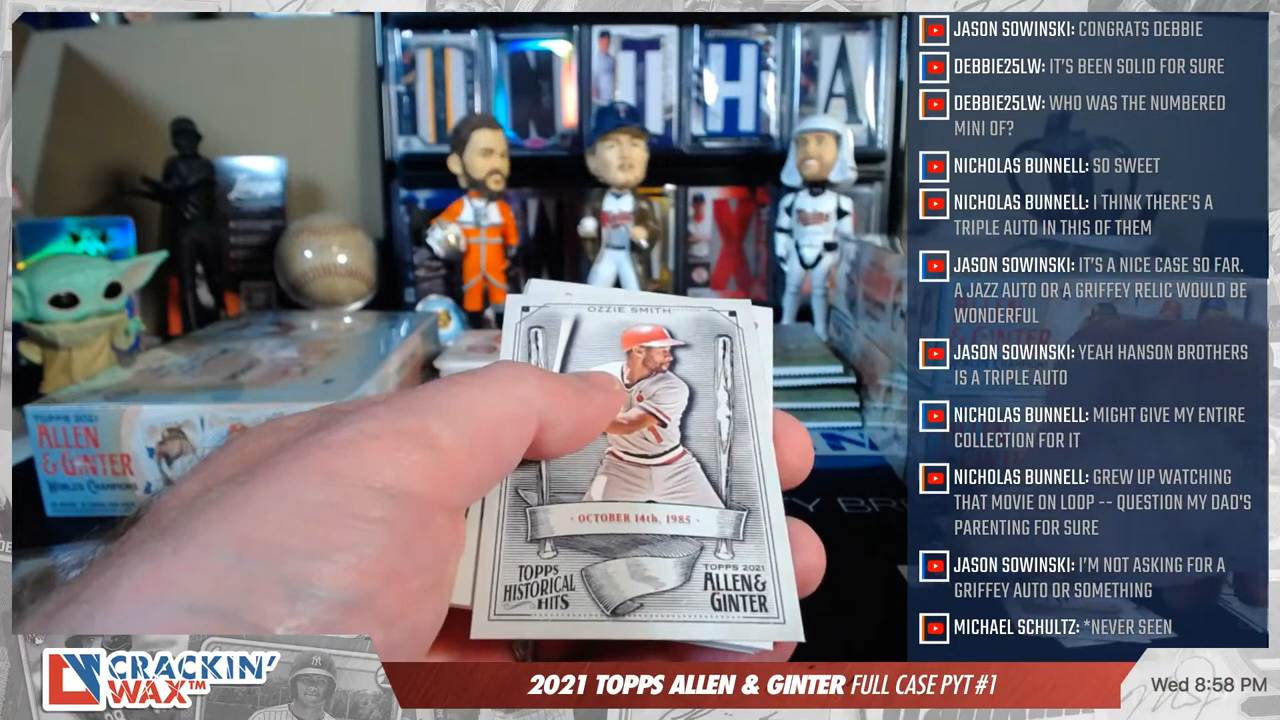 JASON SOWINSKI: CONGRATS DEBBIE
DEBBIE25LW: IT'S BEEN SOLID FOR SURE
DEBBIE25LW: WHO WAS THE NUMBERED
MINI OF?
NICHOLAS BUNNELL: SO SWEET
NICHOLAS BUNNELL: I THINK THERE'S A
TRIPLE AUTO IN THIS OF THEM
JASON SOWINSKI: IT'S A NICE CASE SO FAR.
A JAZZ AUTO OR A GRIFFEY RELIC WOULD BE
WONDERFUL
JASON SOWINSKI: YEAH HANSON BROTHERS
IS A TRIPLE AUTO
NICHOLAS BUNNELL: MIGHT GIVE MY ENTIRE
COLLECTION FOR IT
NICHOLAS BUNNELL: GREW UP WATCHING
THAT MOVIE ON LOOP -- QUESTION MY DAD'S
PARENTING FOR SURE
JASON SOWINSKI: I'M NOT ASKING FOR A
GRIFFEY AUTO OR SOMETHING
MICHAEL SCHULTZ: *NEVER SEEN
T H A
OZZIE SMITH
· OCTOBER 14th, 1985 ·
TOPPS
HISTORICAL
HITS
TOPPS 2021
ALLEN &
GINTER
TOPPS 2021
ALLEN
& GINTER
WORLD'S CHAMPIONS
CRACKIN'
WAX™
2021 TOPPS ALLEN & GINTER FULL CASE PYT #1
Wed 8:58 PM